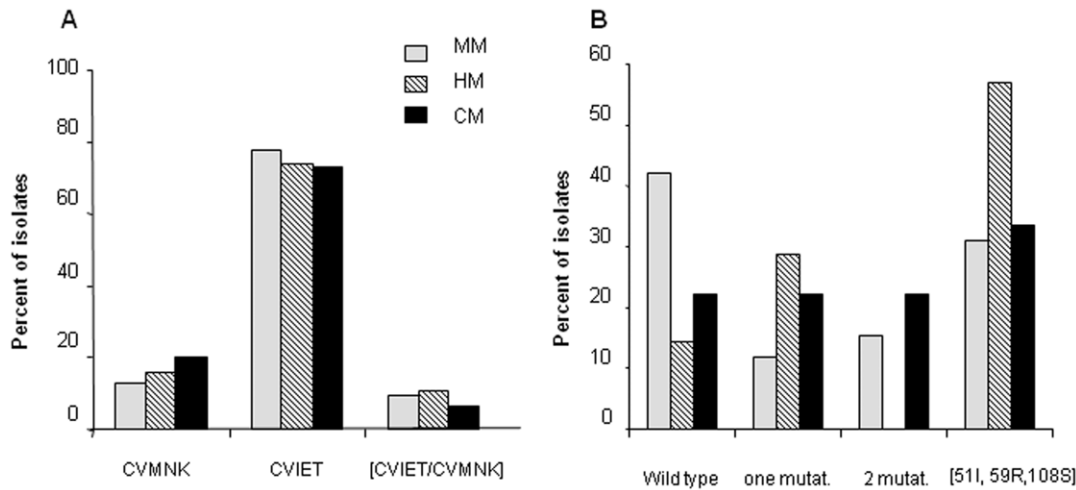 A
MM
HM
CM
100
80
60
40
20
0
Percent of isolates
CVMNK
CVIET
[CVIET/CVMNK]
B
60
50
40
30
20
10
0
Percent of isolates
Wild type
one mutat.
2 mutat.
[51I, 59R,108S]